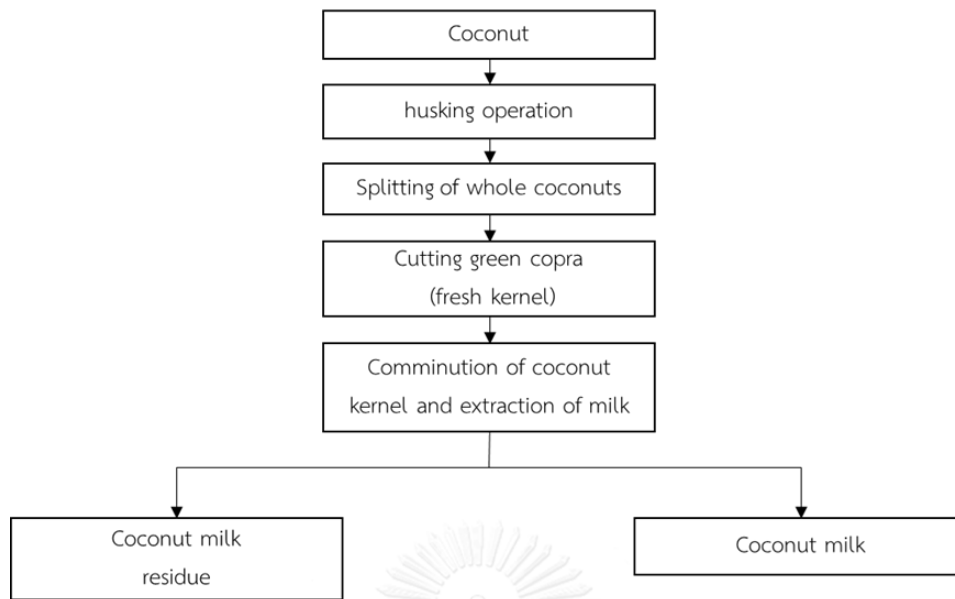 Coconut
husking operation
Splitting of whole coconuts
Cutting green copra
(fresh kernel)
Comminution of coconut
kernel and extraction of milk
Coconut milk
residue
Coconut milk